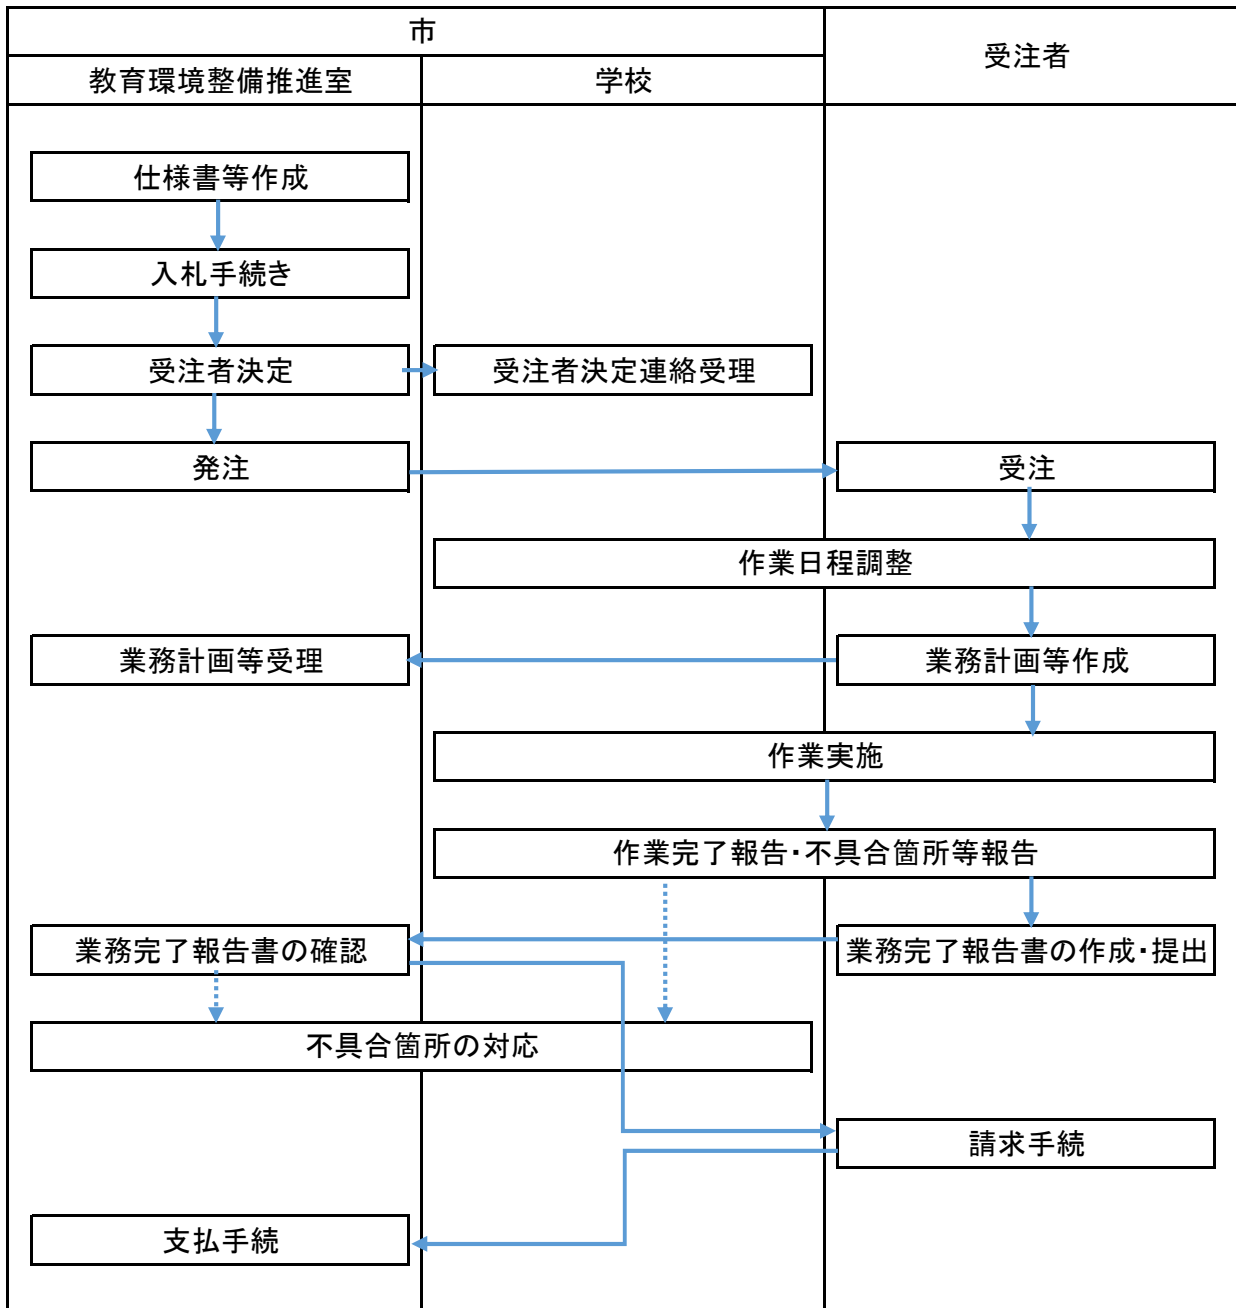 市
受注者
教育環境整備推進室
学校
仕様書等作成
入札手続き
受注者決定
受注者決定連絡受理
発注
受注
作業日程調整
業務計画等受理
業務計画等作成
作業実施
作業完了報告・不具合箇所等報告
業務完了報告書の確認
業務完了報告書の作成・提出
不具合箇所の対応
請求手続
支払手続